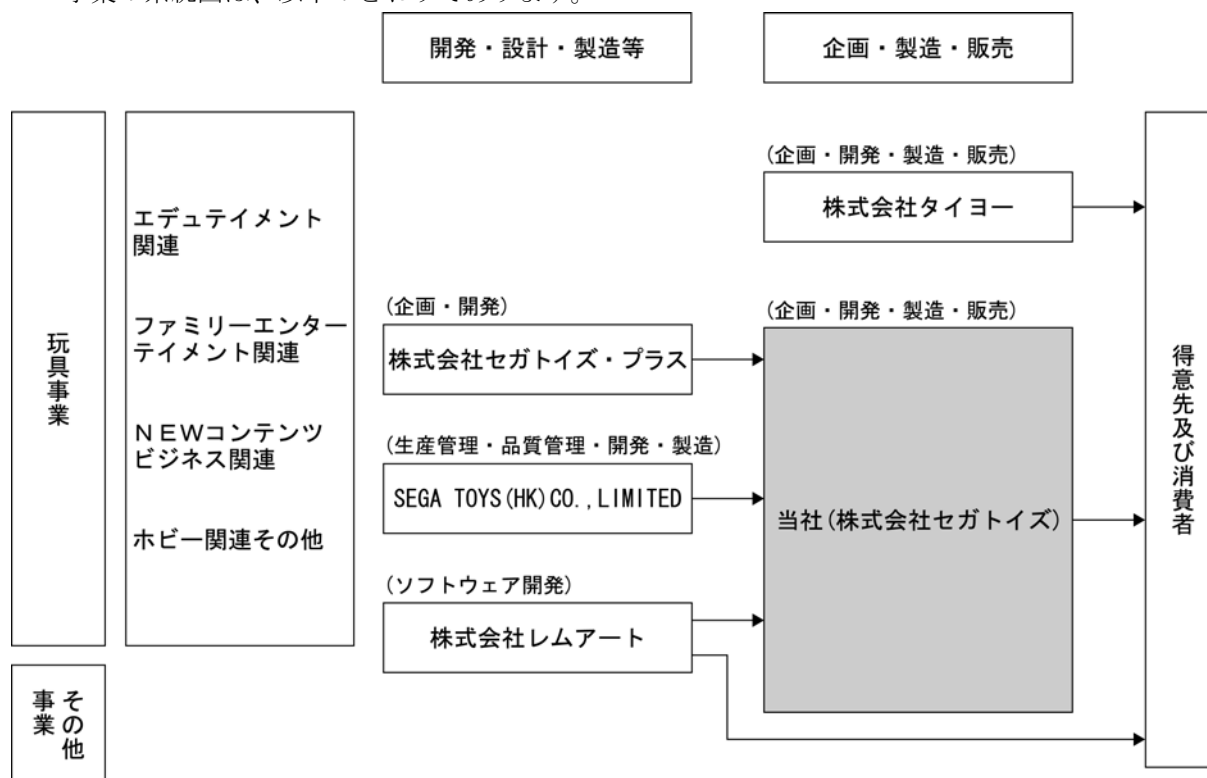 開発・設計・製造等
企画・製造・販売
玩具事業
エデュテイメント
関連
ファミリーエンター
テイメント関連
ＮＥＷコンテンツ
ビジネス関連
ホビー関連その他
(企画・開発・製造・販売)
株式会社タイヨー
(企画・開発)
株式会社セガトイズ・プラス
(生産管理・品質管理・開発・製造)
SEGA TOYS(HK)CO.,LIMITED
(ソフトウェア開発)
株式会社レムアート
(企画・開発・製造・販売)
当社(株式会社セガトイズ)
得意先及び消費者
その他
事業